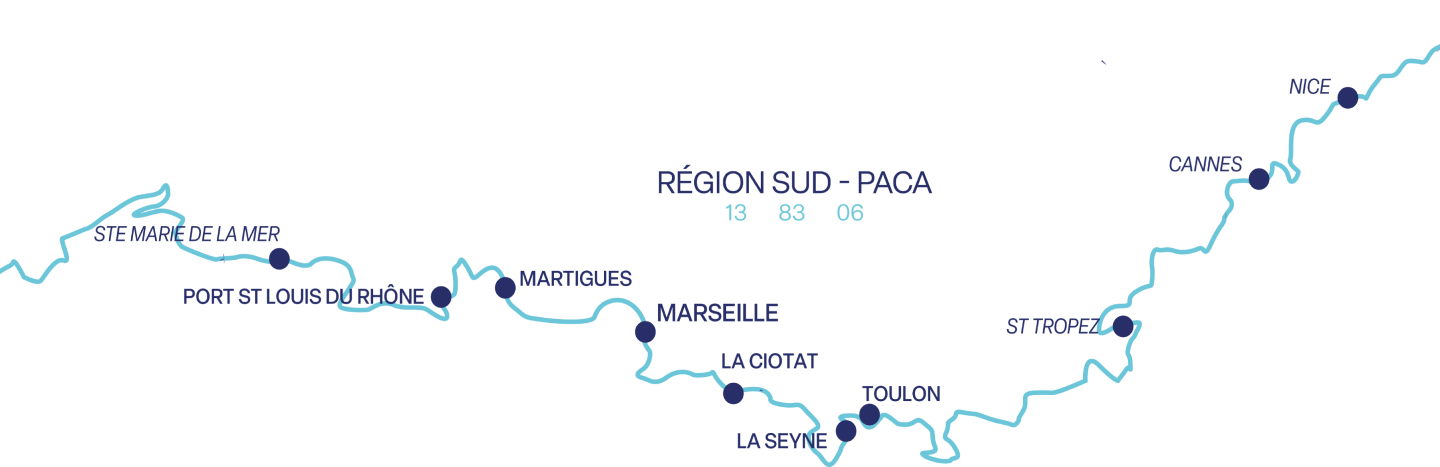 NICE
CANNES
RÉGION SUD - PACA
13 83 06
STE MARIE DE LA MER
MARTIGUES
PORT ST LOUIS DU RHÔNE
MARSEILLE
ST TROPEZ
LA CIOTAT
TOULON
LA SEYNE